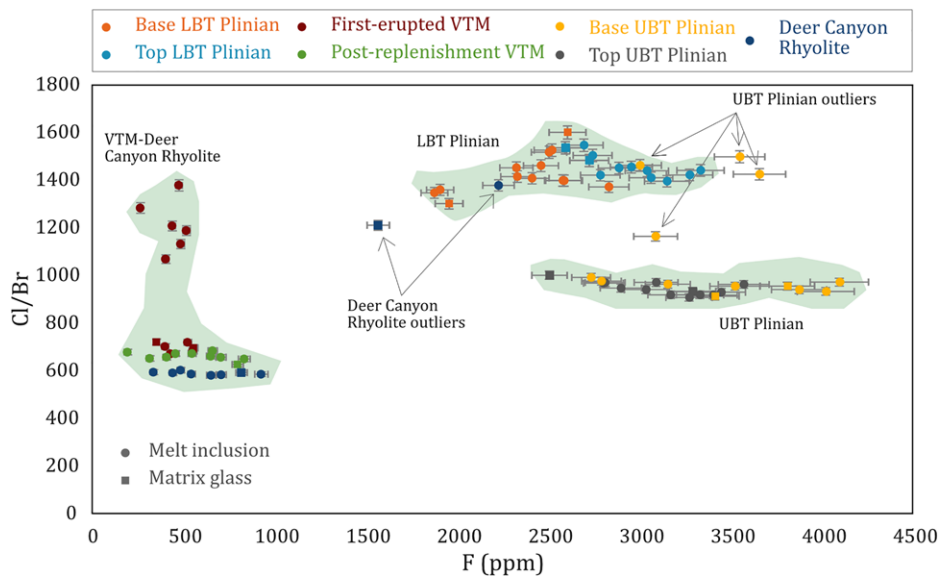 Base LBT Plinian
First-erupted VTM
Base UBT Plinian
Deer Canyon
Rhyolite
Top LBT Plinian
Post-replenishment VTM
Top UBT Plinian
1800
1600
1400
1200
1000
800
600
400
200
0
Cl/Br
VTM-Deer
Canyon Rhyolite
LBT Plinian
UBT Plinian outliers
Deer Canyon
Rhyolite outliers
UBT Plinian
Melt inclusion
Matrix glass
0
500
1000
1500
2000
2500
3000
3500
4000
4500
F (ppm)